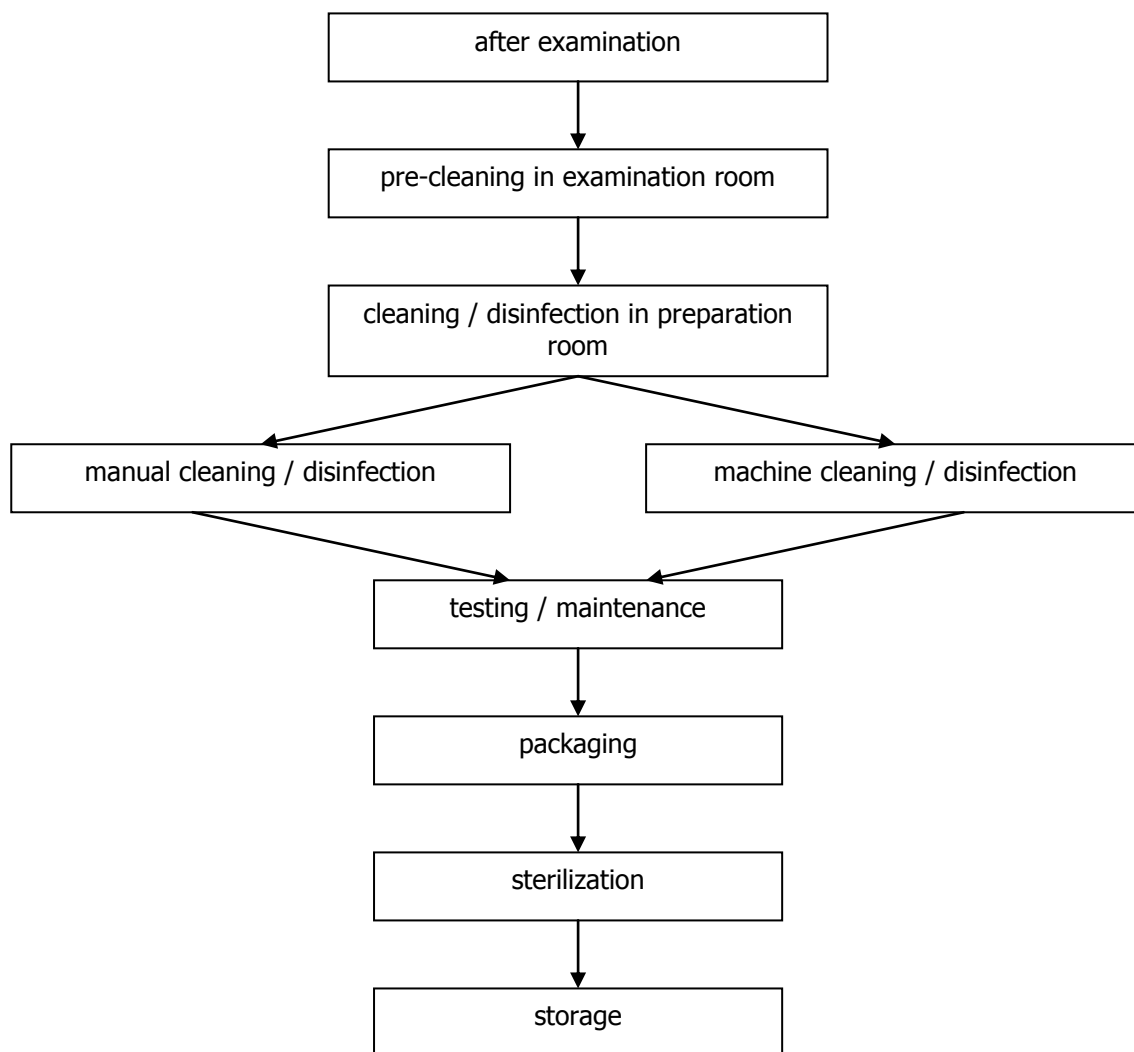 after examination
pre-cleaning in examination room
cleaning / disinfection in preparation
room
manual cleaning / disinfection
machine cleaning / disinfection
testing / maintenance
packaging
sterilization
storage